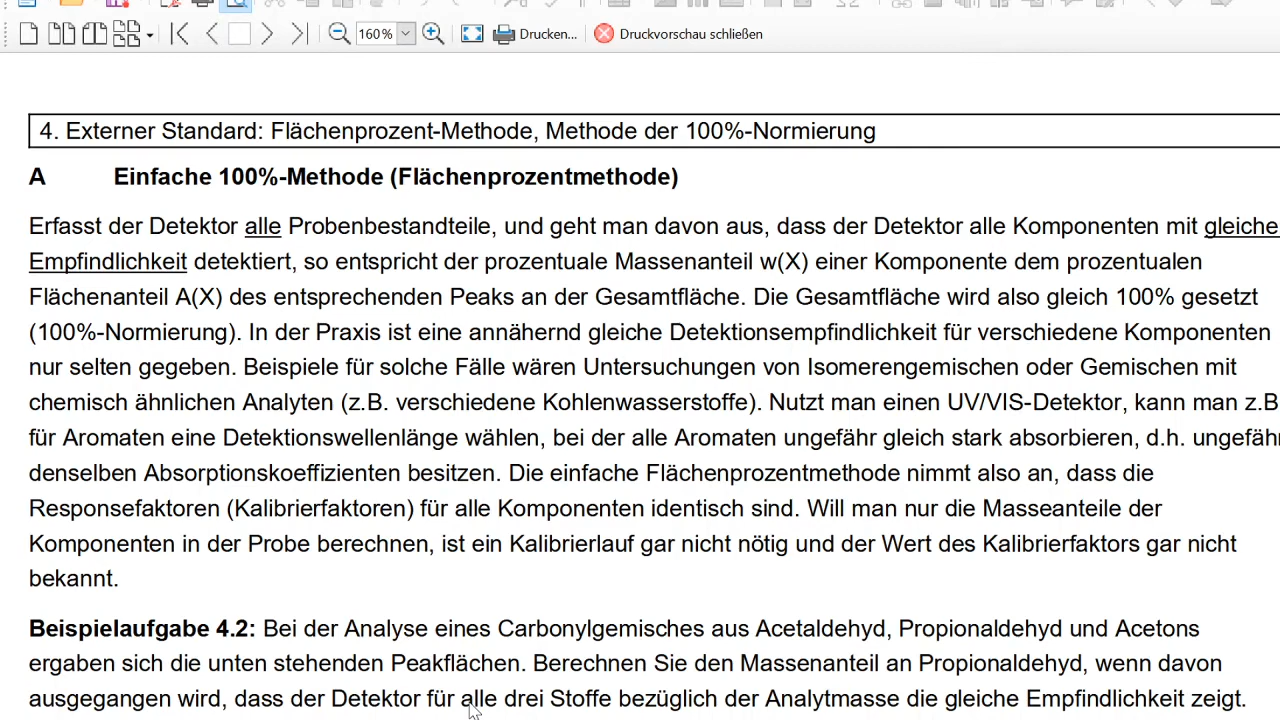 160%
Drucken...
Druckvorschau schließen
4. Externer Standard: Flächenprozent-Methode, Methode der 100%-Normierung
A Einfache 100%-Methode (Flächenprozentmethode)
Erfasst der Detektor alle Probenbestandteile, und geht man davon aus, dass der Detektor alle Komponenten mit gleiche
Empfindlichkeit detektiert, so entspricht der prozentuale Massenanteil w(X) einer Komponente dem prozentualen
Flächenanteil A(X) des entsprechenden Peaks an der Gesamtfläche. Die Gesamtfläche wird also gleich 100% gesetzt
(100%-Normierung). In der Praxis ist eine annähernd gleiche Detektionsempfindlichkeit für verschiedene Komponenten
nur selten gegeben. Beispiele für solche Fälle wären Untersuchungen von Isomerengemischen oder Gemischen mit
chemisch ähnlichen Analyten (z.B. verschiedene Kohlenwasserstoffe). Nutzt man einen UV/VIS-Detektor, kann man z.B
für Aromaten eine Detektionswellenlänge wählen, bei der alle Aromaten ungefähr gleich stark absorbieren, d.h. ungefähr
denselben Absorptionskoeffizienten besitzen. Die einfache Flächenprozentmethode nimmt also an, dass die
Responsefaktoren (Kalibrierfaktoren) für alle Komponenten identisch sind. Will man nur die Masseanteile der
Komponenten in der Probe berechnen, ist ein Kalibrierlauf gar nicht nötig und der Wert des Kalibrierfaktors gar nicht
bekannt.
Beispielaufgabe 4.2: Bei der Analyse eines Carbonylgemisches aus Acetaldehyd, Propionaldehyd und Acetons
ergaben sich die unten stehenden Peakflächen. Berechnen Sie den Massenanteil an Propionaldehyd, wenn davon
ausgegangen wird, dass der Detektor für alle drei Stoffe bezüglich der Analytmasse die gleiche Empfindlichkeit zeigt.